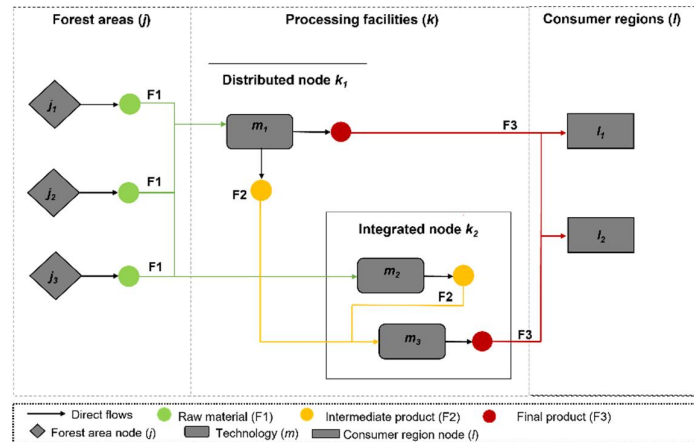 Forest areas (j)
Processing facilities (k)
Consumer regions (l)
Distributed node k1
j1
F1
m1
F3
l1
j2
F1
F2
Integrated node k2
l2
j3
F1
m2
F2
m3
F3
Direct flows
Raw material (F1)
Intermediate product (F2)
Final product (F3)
Forest area node (j)
Technology (m)
Consumer region node (l)